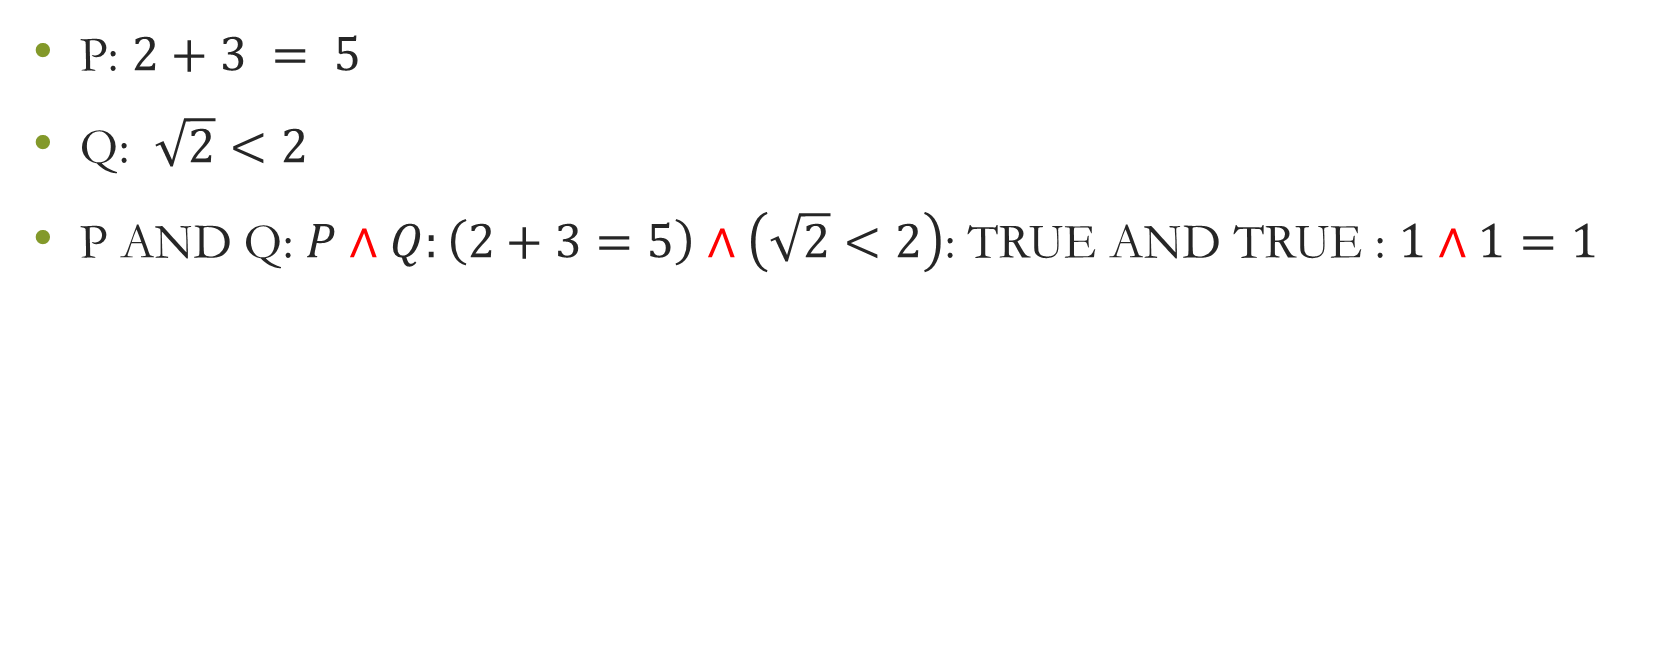 • P: 2 + 3 = 5
• Q: √2 < 2
• P AND Q: P ∧ Q: (2 + 3 = 5) ∧ (√2 < 2): TRUE AND TRUE : 1 ∧ 1 = 1